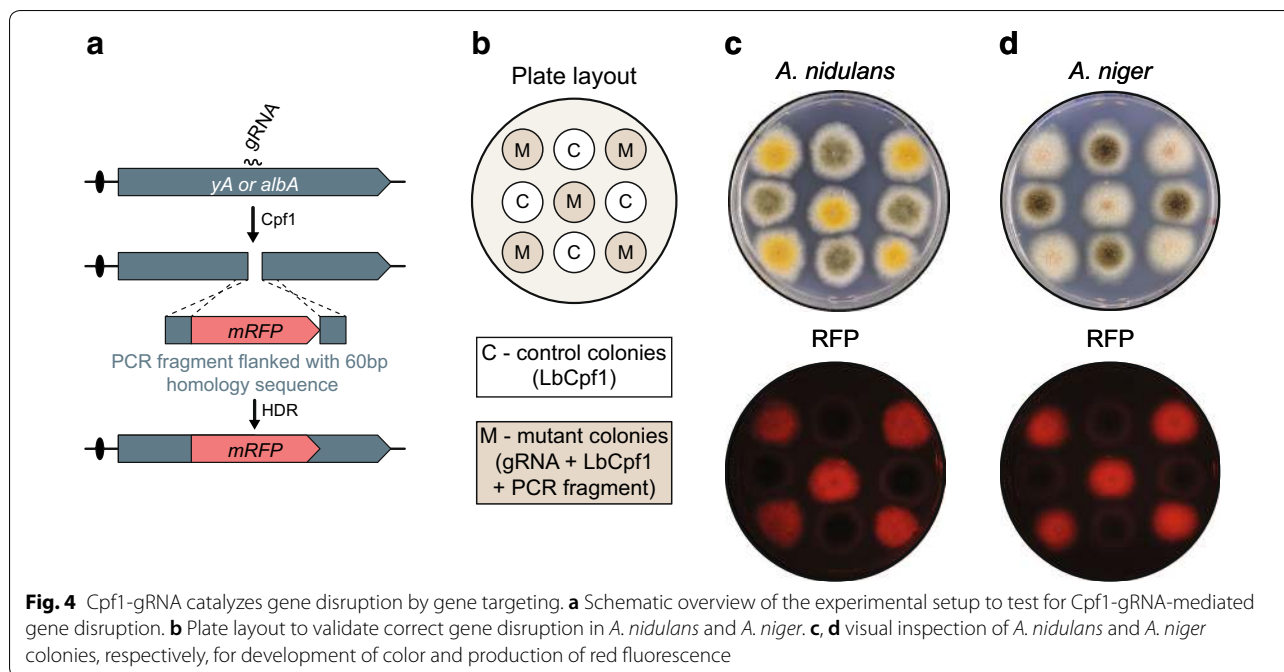 a
gRNA
yA or albA
Cpf1
mRFP
PCR fragment flanked with 60bp
homology sequence
HDR
mRFP
b
Plate layout
M C M
C M C
M C M
C - control colonies
(LbCpf1)
M - mutant colonies
(gRNA + LbCpf1
+ PCR fragment)
c
A. nidulans
RFP
d
A. niger
RFP
Fig. 4 Cpf1-gRNA catalyzes gene disruption by gene targeting. a Schematic overview of the experimental setup to test for Cpf1-gRNA-mediated
gene disruption. b Plate layout to validate correct gene disruption in A. nidulans and A. niger. c, d visual inspection of A. nidulans and A. niger
colonies, respectively, for development of color and production of red fluorescence